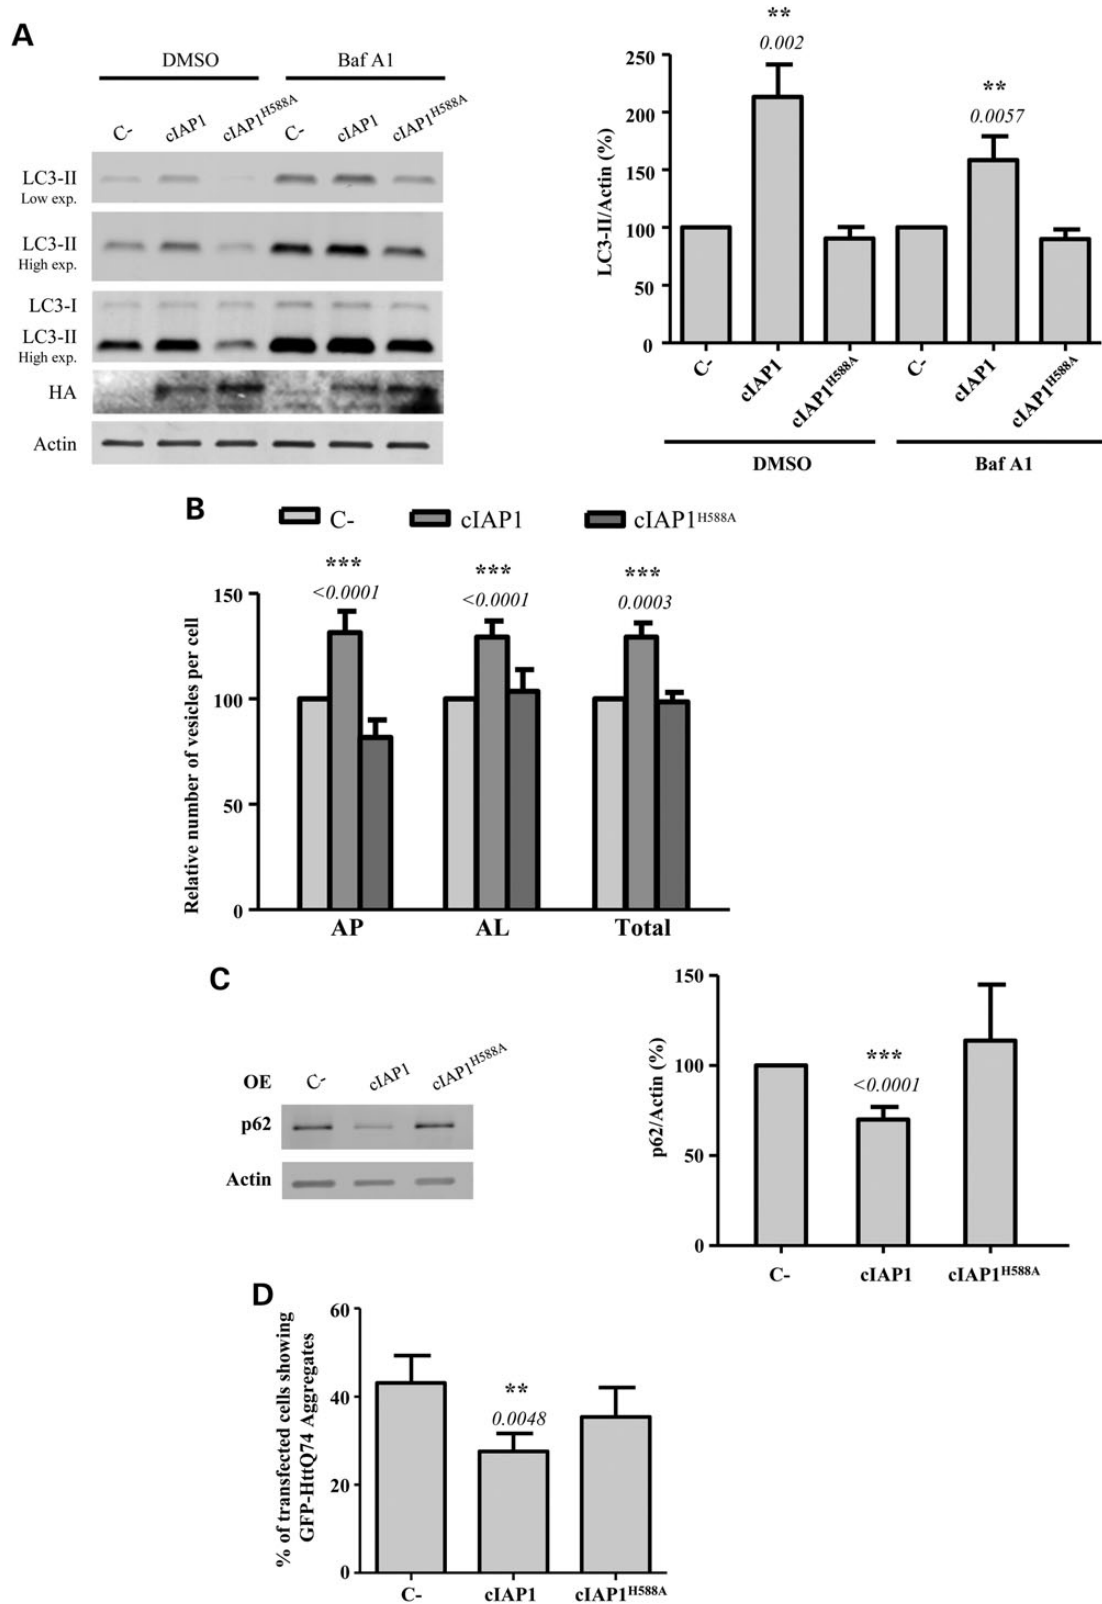 A
DMSO
Baf A1
C-
cIAP1
cIAP1H588A
C-
cIAP1
cIAP1H588A
LC3-II
Low exp.
LC3-II
High exp.
LC3-I
LC3-II
High exp.
HA
Actin
LC3-II/Actin (%)
250
200
150
100
50
0
**
0.002
**
0.0057
C-
cIAP1
cIAP1H588A
C-
cIAP1
cIAP1H588A
DMSO
Baf A1
B
C-
cIAP1
cIAP1H588A
Relative number of vesicles per cell
150
100
50
0
***
<0.0001
***
<0.0001
***
0.0003
AP
AL
Total
C
OE
C-
cIAP1
cIAP1H588A
p62
Actin
p62/Actin (%)
150
100
50
0
***
<0.0001
C-
cIAP1
cIAP1H588A
D
% of transfected cells showing
GFP-HttQ74 Aggregates
60
40
20
0
**
0.0048
C-
cIAP1
cIAP1H588A